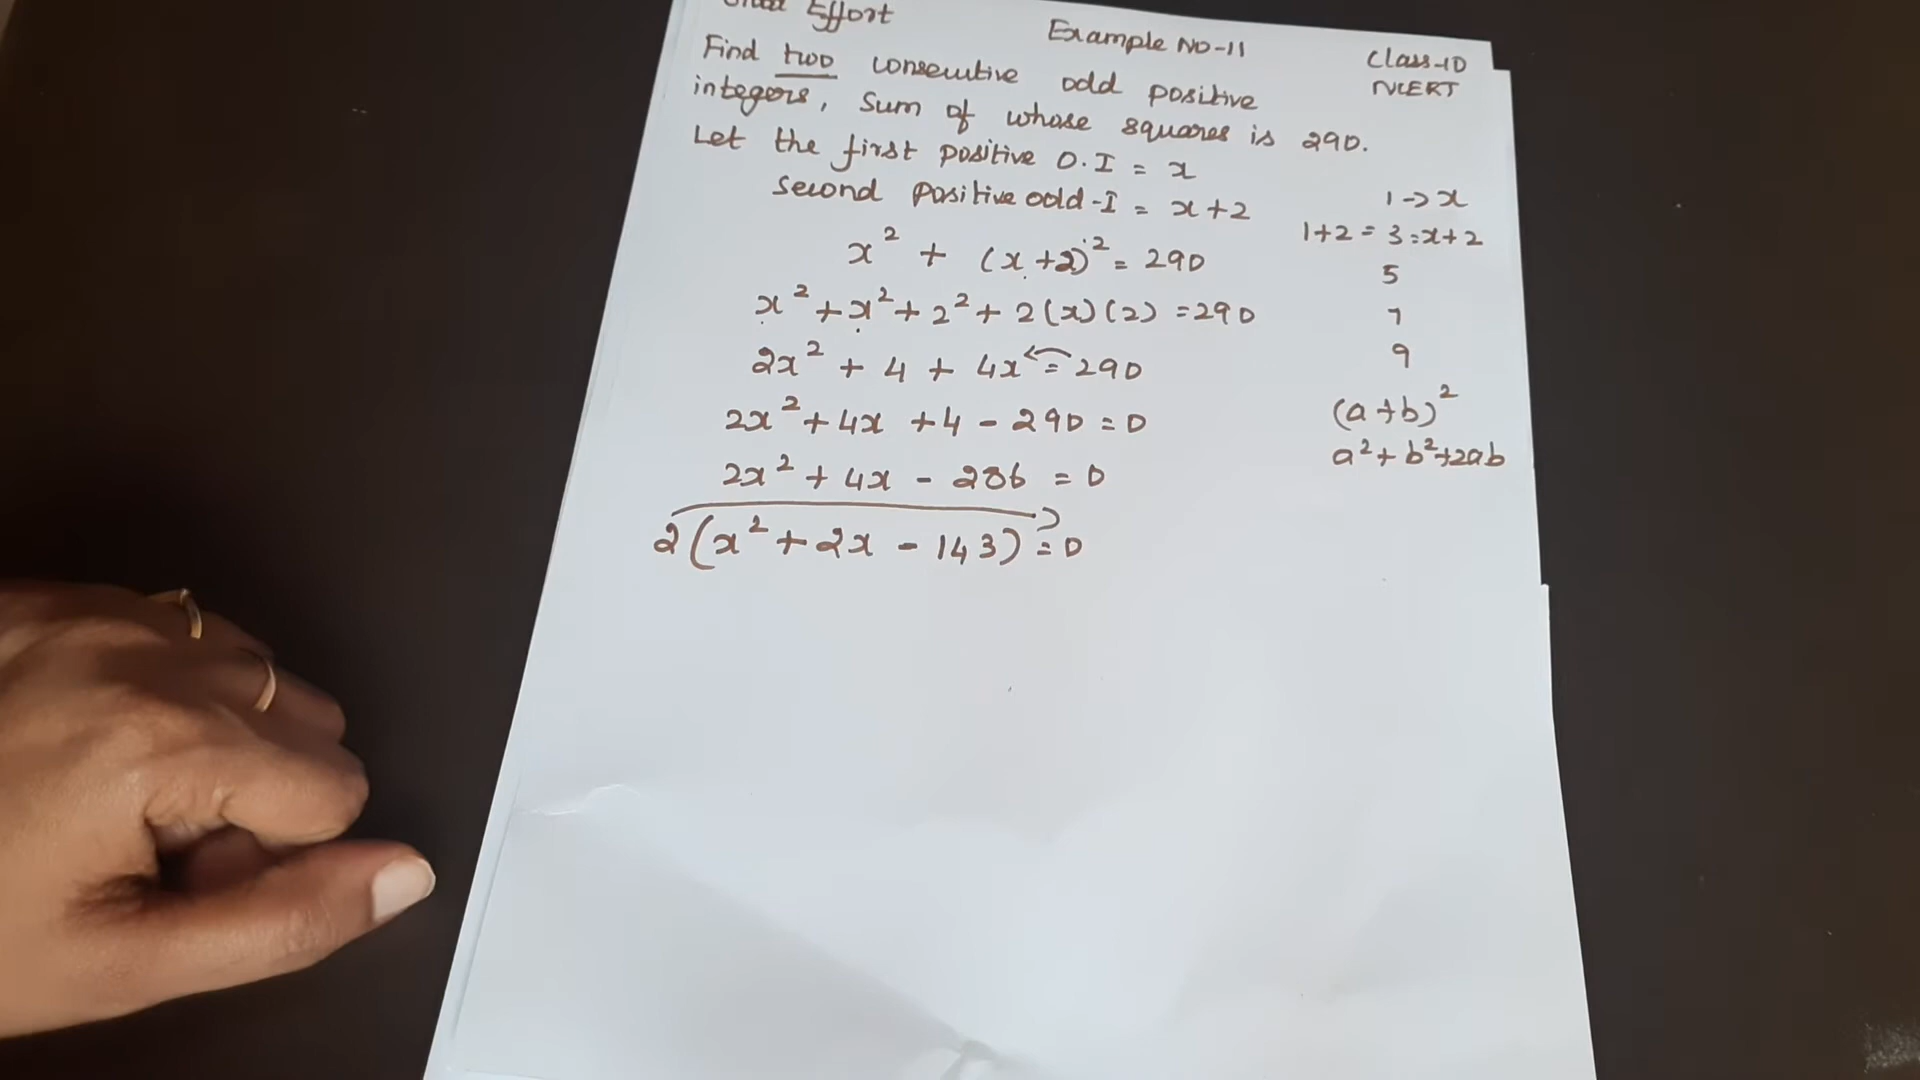 Effort
Example NO-11
Class-10
NCERT
Find two consecutive odd positive
integers, sum of whose squares is 290.
Let the first positive O.I = x
second positive odd-I = x+2
x² + (x+2)² = 290
x² + x² + 2² + 2(x)(2) = 290
2x² + 4 + 4x = 290
2x² + 4x + 4 - 290 = 0
2x² + 4x - 286 = 0
2(x² + 2x - 143) = 0
1 -> x
1+2 = 3 = x+2
5
7
9
(a+b)²
a² + b² + 2ab